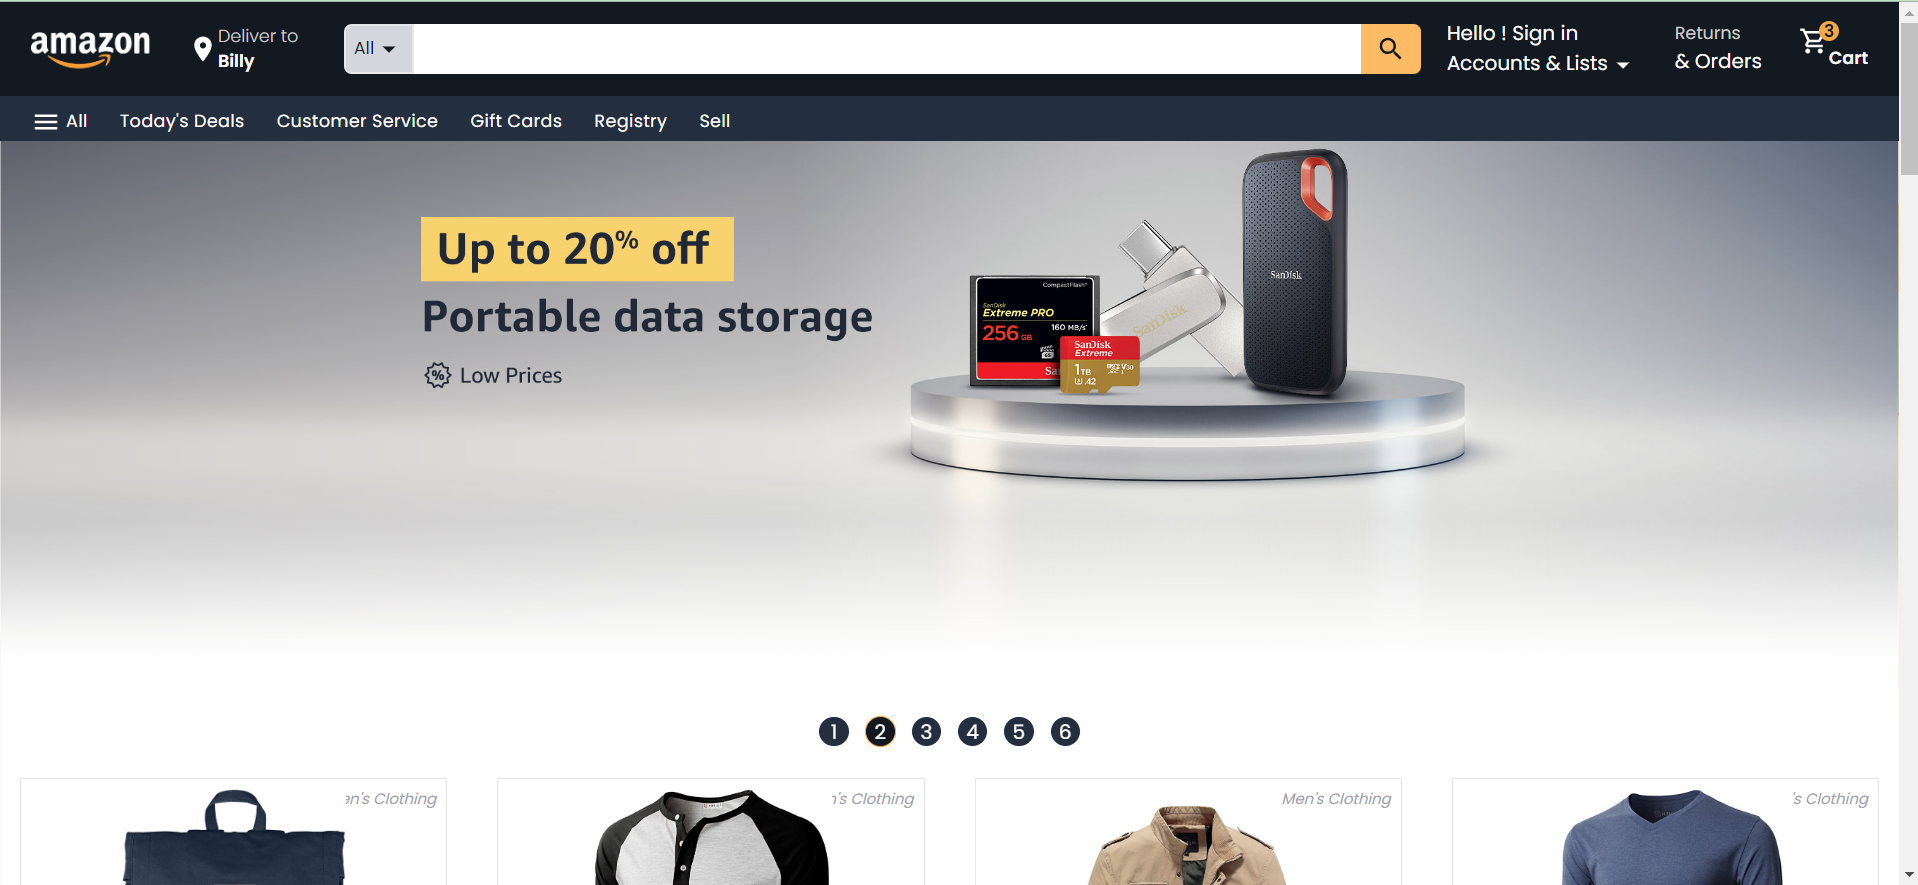 amazon
Deliver to
Billy
All
Hello ! Sign in
Accounts & Lists
Returns
& Orders
3
Cart
All
Today's Deals
Customer Service
Gift Cards
Registry
Sell
Up to 20% off
Portable data storage
% Low Prices
CompactFlash
SanDisk
Extreme PRO
256 GB
160 MB/s
Sa
SanDisk
Extreme
1TB
V30
A2
SanDisk
SanDisk
1 2 3 4 5 6
en's Clothing
's Clothing
Men's Clothing
's Clothing